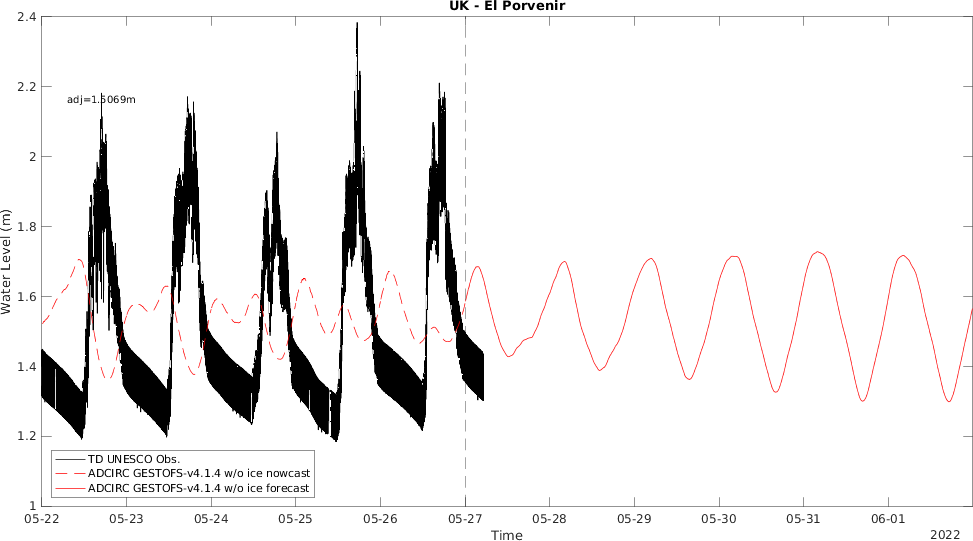 UK - El Porvenir
2.4
2.2
2
1.8
1.6
1.4
1.2
1
Water Level (m)
adj=1.5069m
TD UNESCO Obs.
ADCIRC GESTOFS-v4.1.4 w/o ice nowcast
ADCIRC GESTOFS-v4.1.4 w/o ice forecast
05-22 05-23 05-24 05-25 05-26 05-27 05-28 05-29 05-30 05-31 06-01
Time
2022